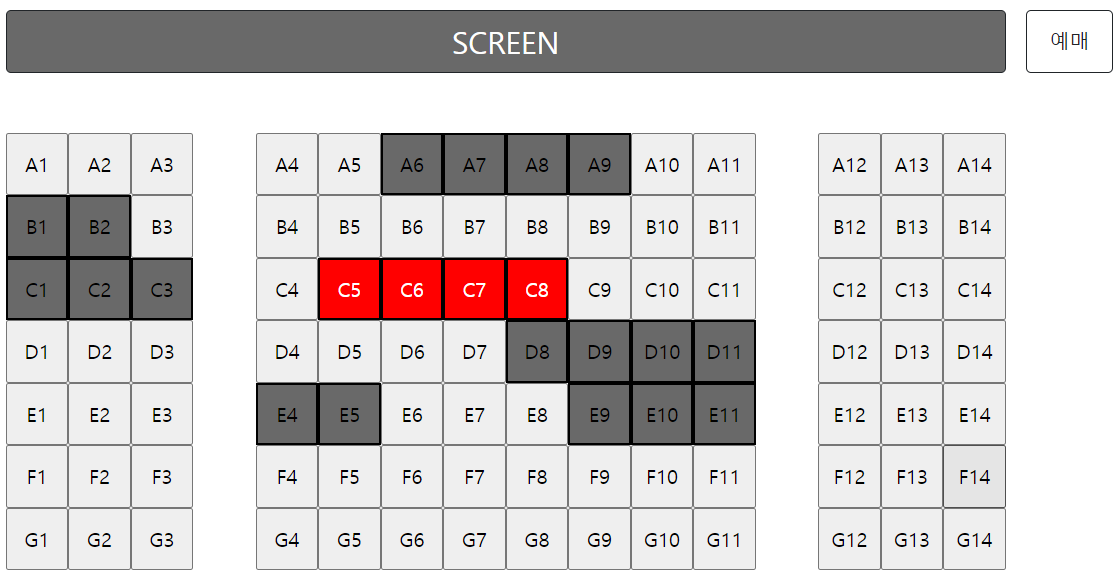 SCREEN 예매
A1 A2 A3 A4 A5 A6 A7 A8 A9 A10 A11 A12 A13 A14
B1 B2 B3 B4 B5 B6 B7 B8 B9 B10 B11 B12 B13 B14
C1 C2 C3 C4 C5 C6 C7 C8 C9 C10 C11 C12 C13 C14
D1 D2 D3 D4 D5 D6 D7 D8 D9 D10 D11 D12 D13 D14
E1 E2 E3 E4 E5 E6 E7 E8 E9 E10 E11 E12 E13 E14
F1 F2 F3 F4 F5 F6 F7 F8 F9 F10 F11 F12 F13 F14
G1 G2 G3 G4 G5 G6 G7 G8 G9 G10 G11 G12 G13 G14